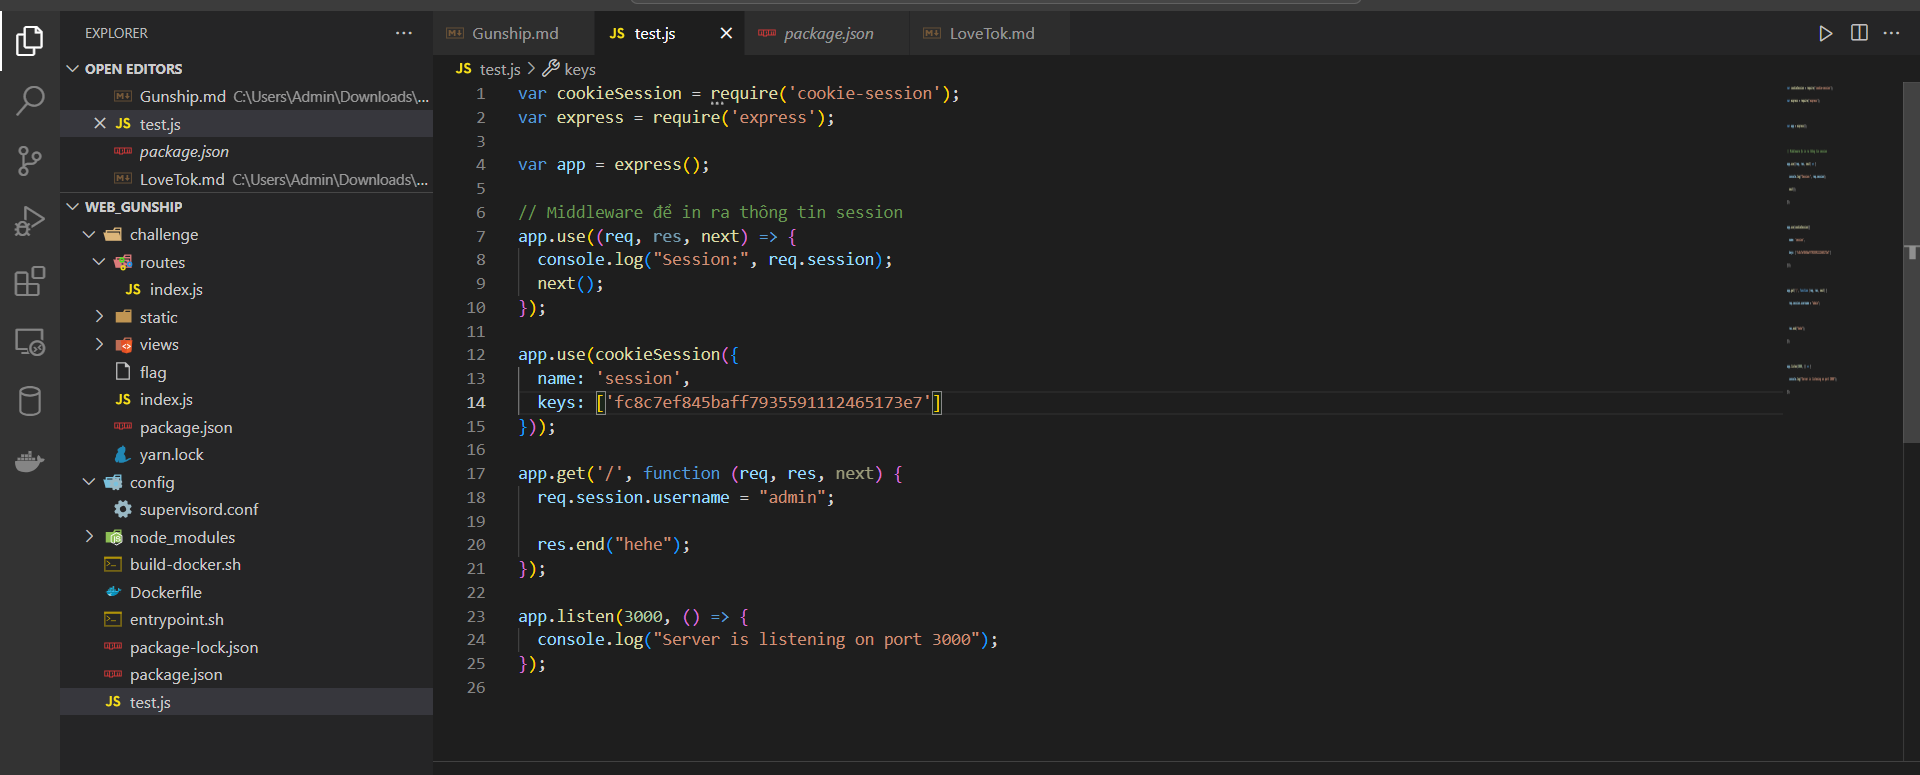 EXPLORER
Gunship.md
test.js
package.json
LoveTok.md
OPEN EDITORS
Gunship.md C:\Users\Admin\Downloads\...
test.js
package.json
LoveTok.md C:\Users\Admin\Downloads\...
WEB_GUNSHIP
challenge
routes
index.js
static
views
flag
index.js
package.json
yarn.lock
config
supervisord.conf
node_modules
build-docker.sh
Dockerfile
entrypoint.sh
package-lock.json
package.json
test.js
test.js > keys
1 var cookieSession = require('cookie-session');
2 var express = require('express');
3
4 var app = express();
5
6 // Middleware để in ra thông tin session
7 app.use((req, res, next) => {
8 console.log("Session:", req.session);
9 next();
10 });
11
12 app.use(cookieSession({
13 name: 'session',
14 keys: ['fc8c7ef845baff7935591112465173e7']
15 }));
16
17 app.get('/', function (req, res, next) {
18 req.session.username = "admin";
19
20 res.end("hehe");
21 });
22
23 app.listen(3000, () => {
24 console.log("Server is listening on port 3000");
25 });
26